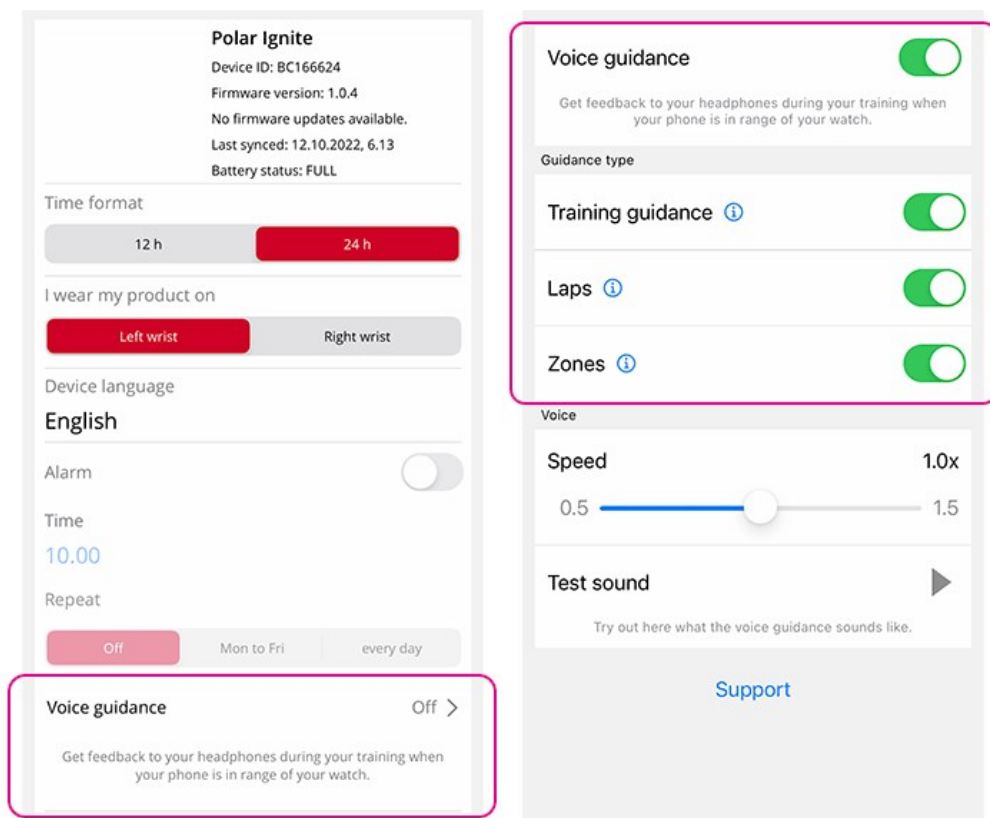 Polar Ignite
Device ID: BC166624
Firmware version: 1.0.4
No firmware updates available.
Last synced: 12.10.2022, 6.13
Battery status: FULL
Time format
12 h
24 h
I wear my product on
Left wrist
Right wrist
Device language
English
Alarm
Time
10.00
Repeat
Off
Mon to Fri
every day
Voice guidance
Off
Get feedback to your headphones during your training when
your phone is in range of your watch.
Voice guidance
Get feedback to your headphones during your training when
your phone is in range of your watch.
Guidance type
Training guidance
Laps
Zones
Voice
Speed
1.0x
0.5
1.5
Test sound
Try out here what the voice guidance sounds like.
Support